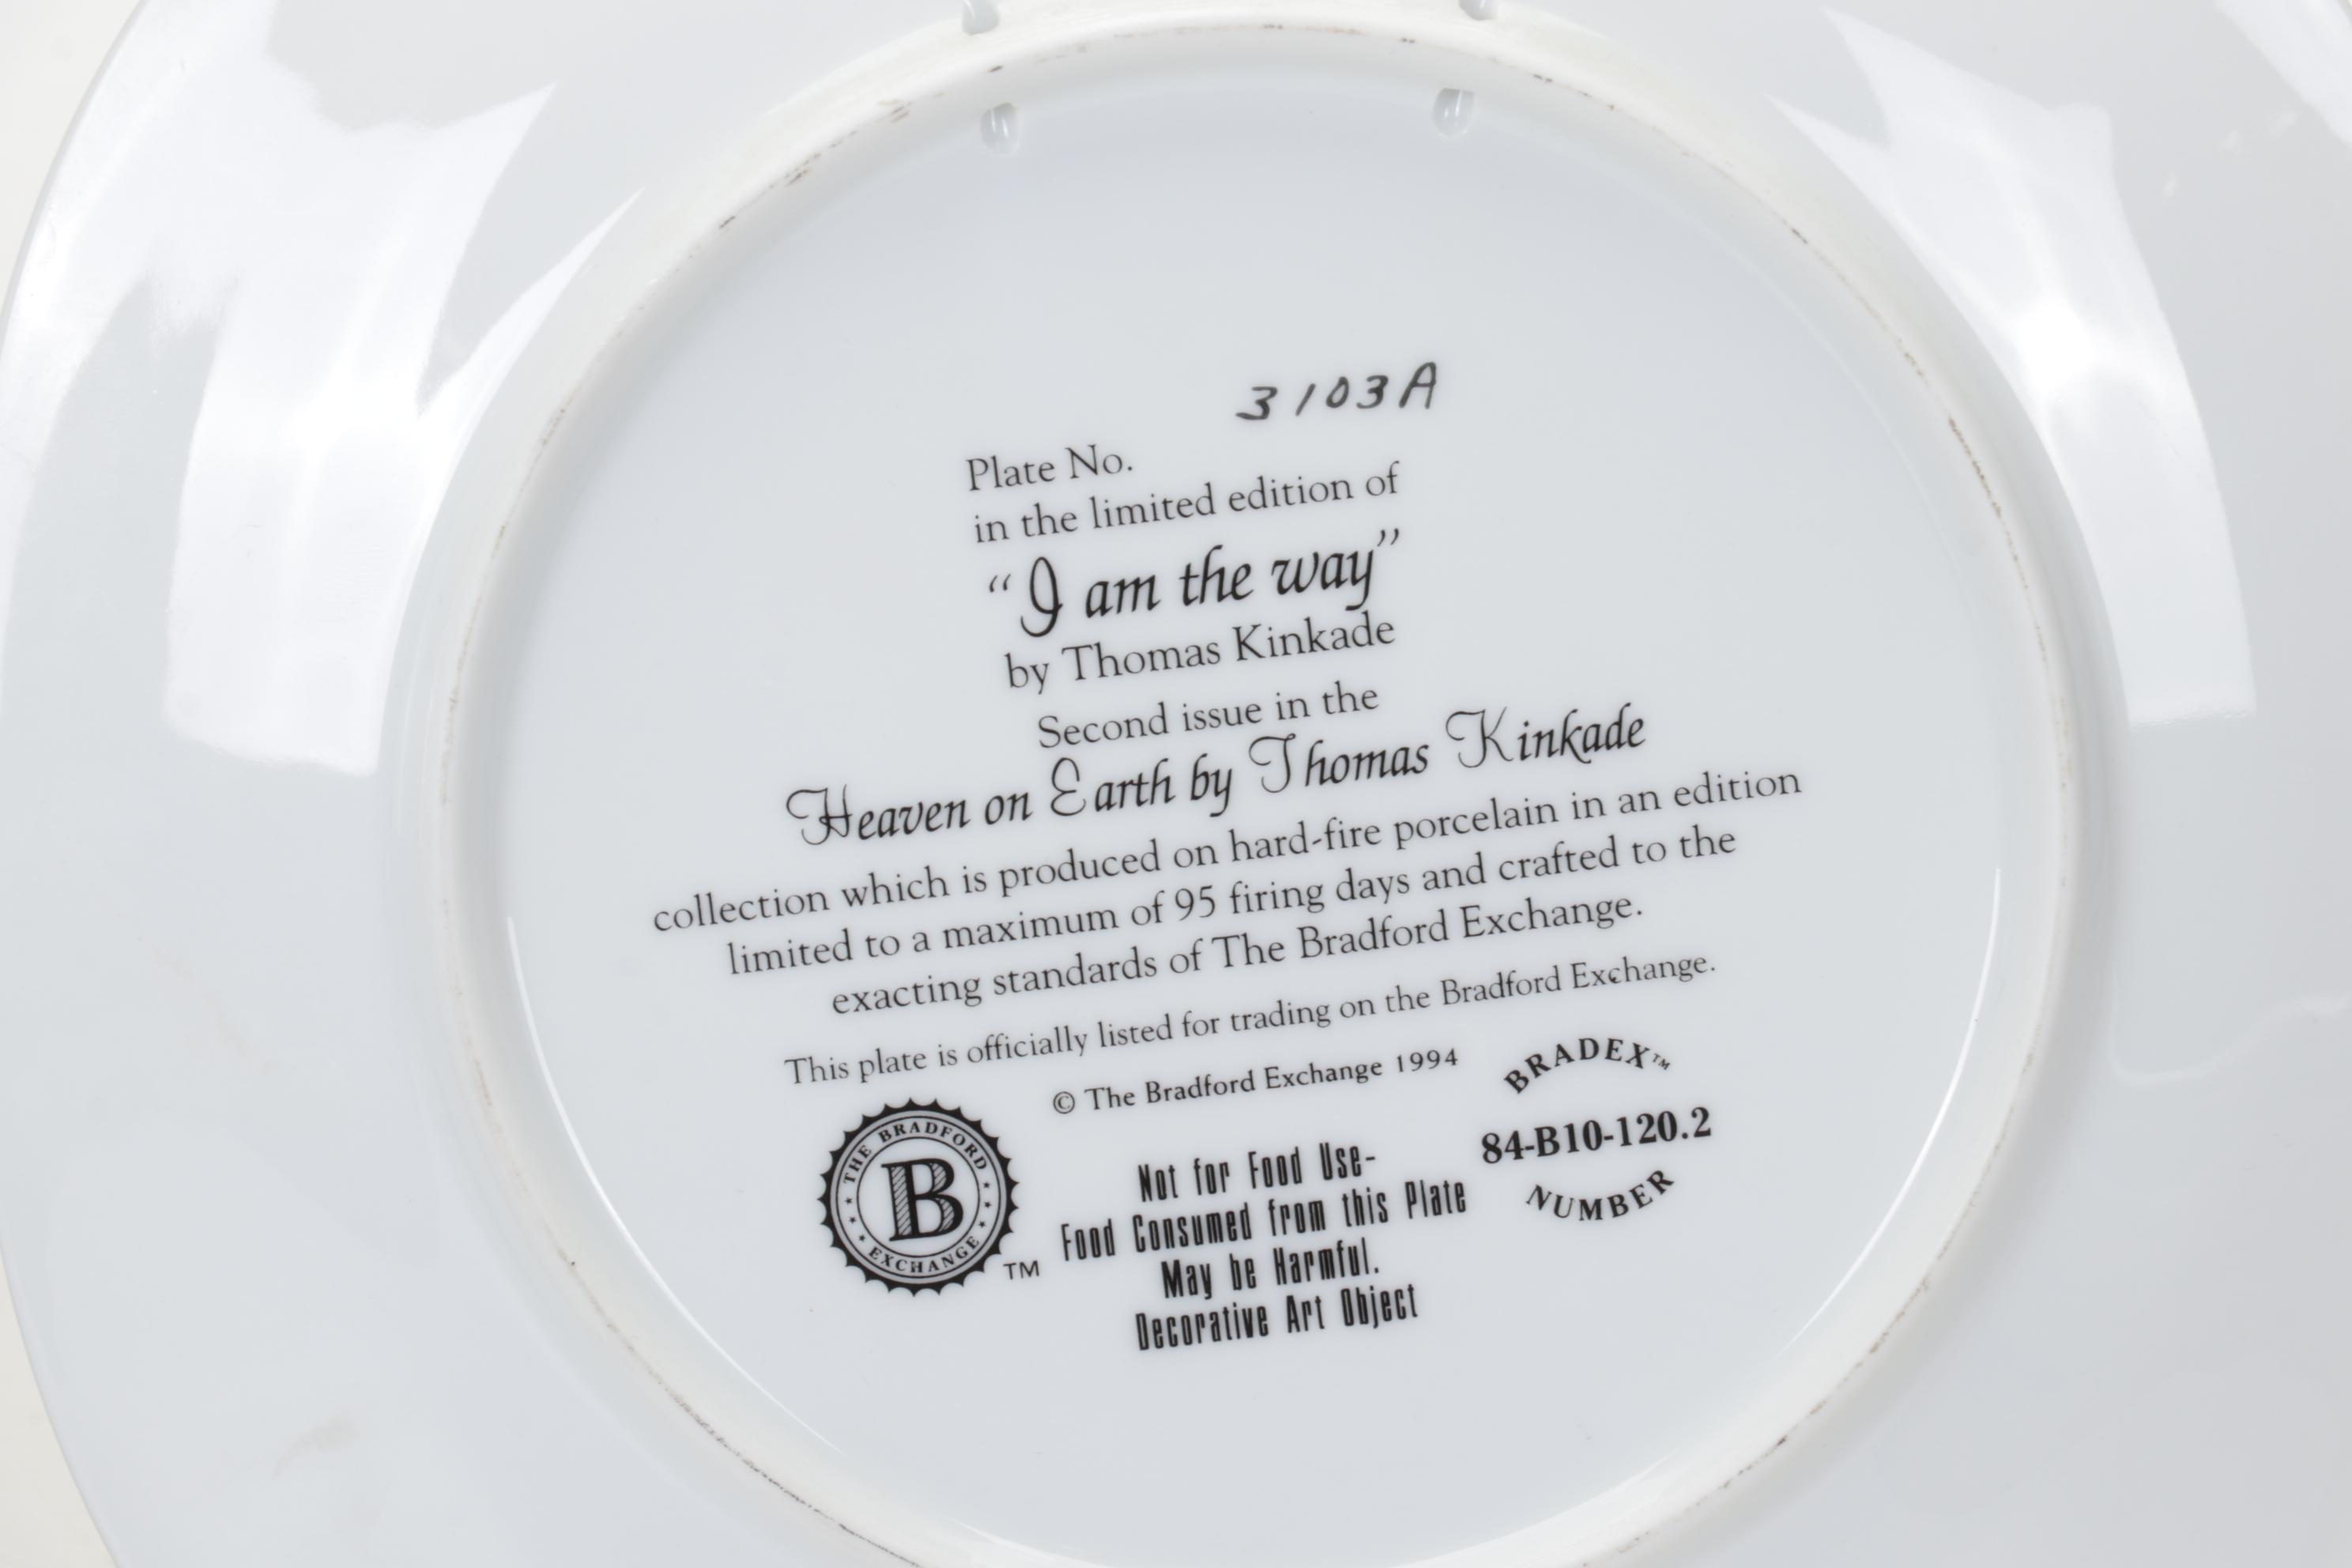 3103A
Plate No.
in the limited edition of
“I am the way”
by Thomas Kinkade
Second issue in the
Heaven on Earth by Thomas Kinkade
collection which is produced on hard-fire porcelain in an edition
limited to a maximum of 95 firing days and crafted to the
exacting standards of The Bradford Exchange.
This plate is officially listed for trading on the Bradford Exchange.
© The Bradford Exchange 1994
THE BRADFORD
B
EXCHANGE
TM
Not for Food Use-
Food Consumed from this Plate
May be Harmful.
Decorative Art Object
BRADEX™
84-B10-120.2
NUMBER